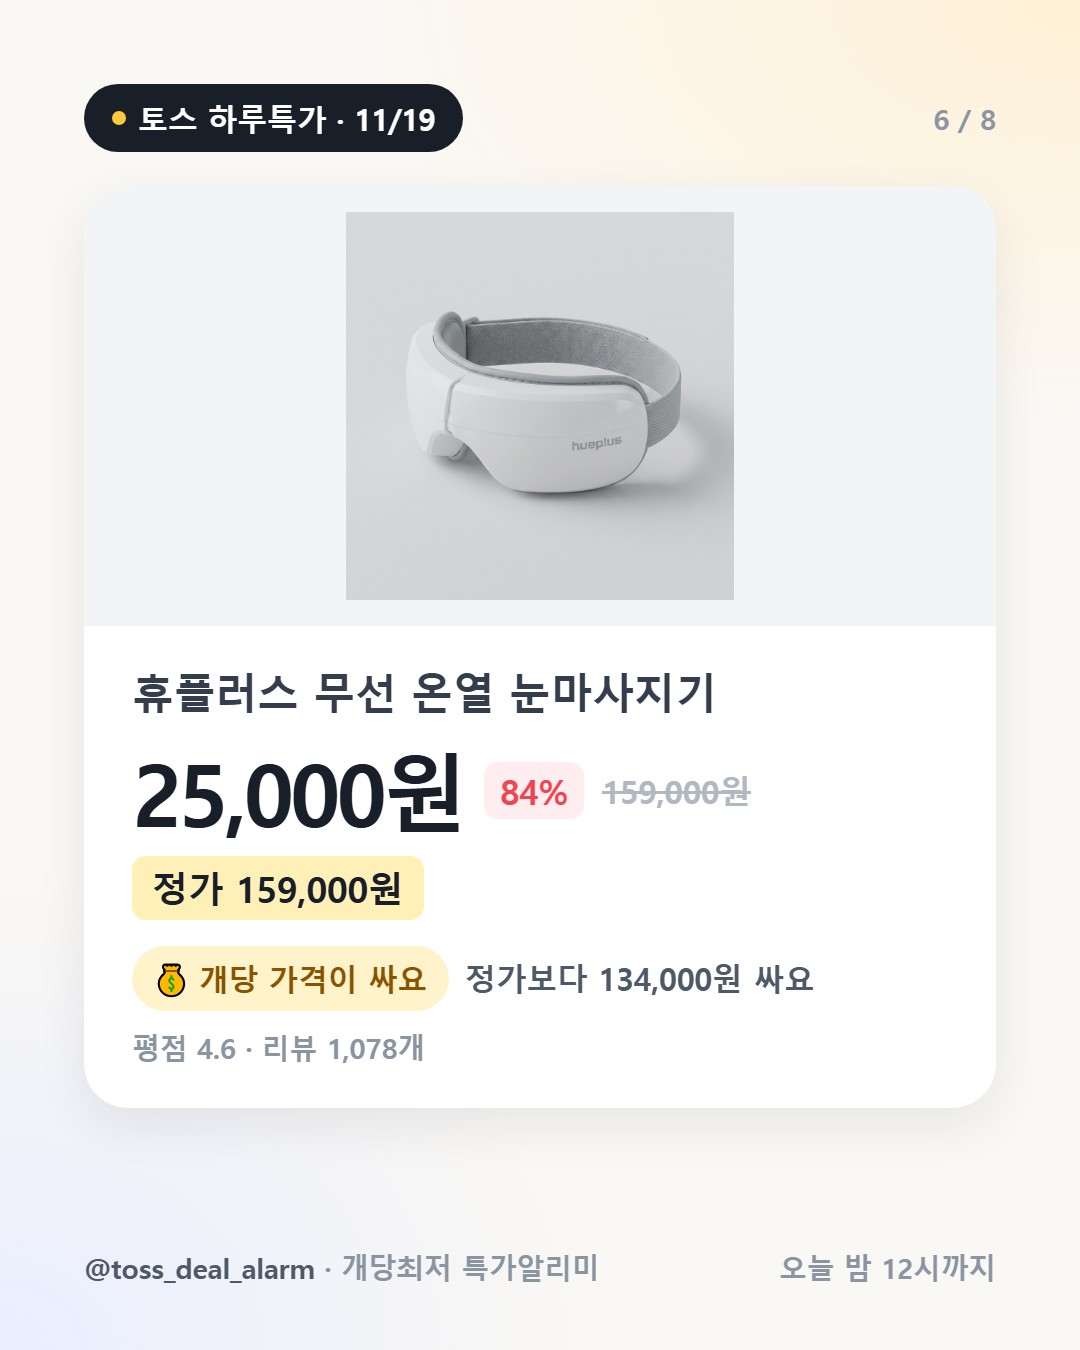 토스 하루특가 · 11/19
6 / 8
hueplus
휴플러스 무선 온열 눈마사지기
25,000원 84% 159,000원
정가 159,000원
💰 개당 가격이 싸요 정가보다 134,000원 싸요
평점 4.6 · 리뷰 1,078개
@toss_deal_alarm · 개당최저 특가알리미
오늘 밤 12시까지